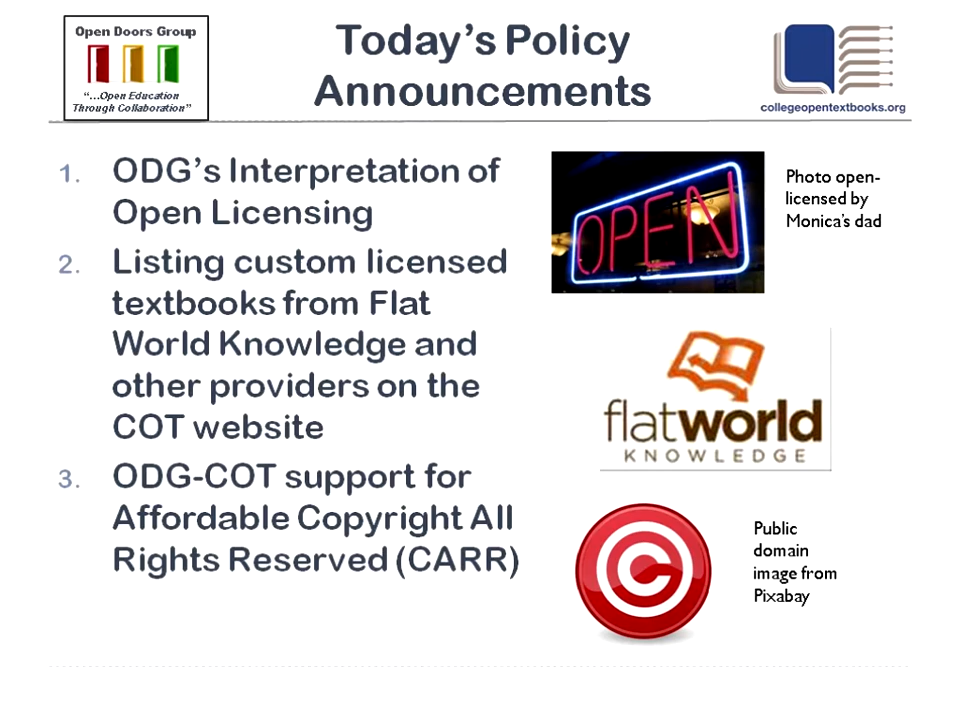 Open Doors Group
“...Open Education
Through Collaboration”
Today’s Policy
Announcements
collegeopentextbooks.org
1. ODG’s Interpretation of
Open Licensing
2. Listing custom licensed
textbooks from Flat
World Knowledge and
other providers on the
COT website
3. ODG-COT support for
Affordable Copyright All
Rights Reserved (CARR)
OPEN
Photo open-
licensed by
Monica’s dad
flatworld
KNOWLEDGE
C
Public
domain
image from
Pixabay